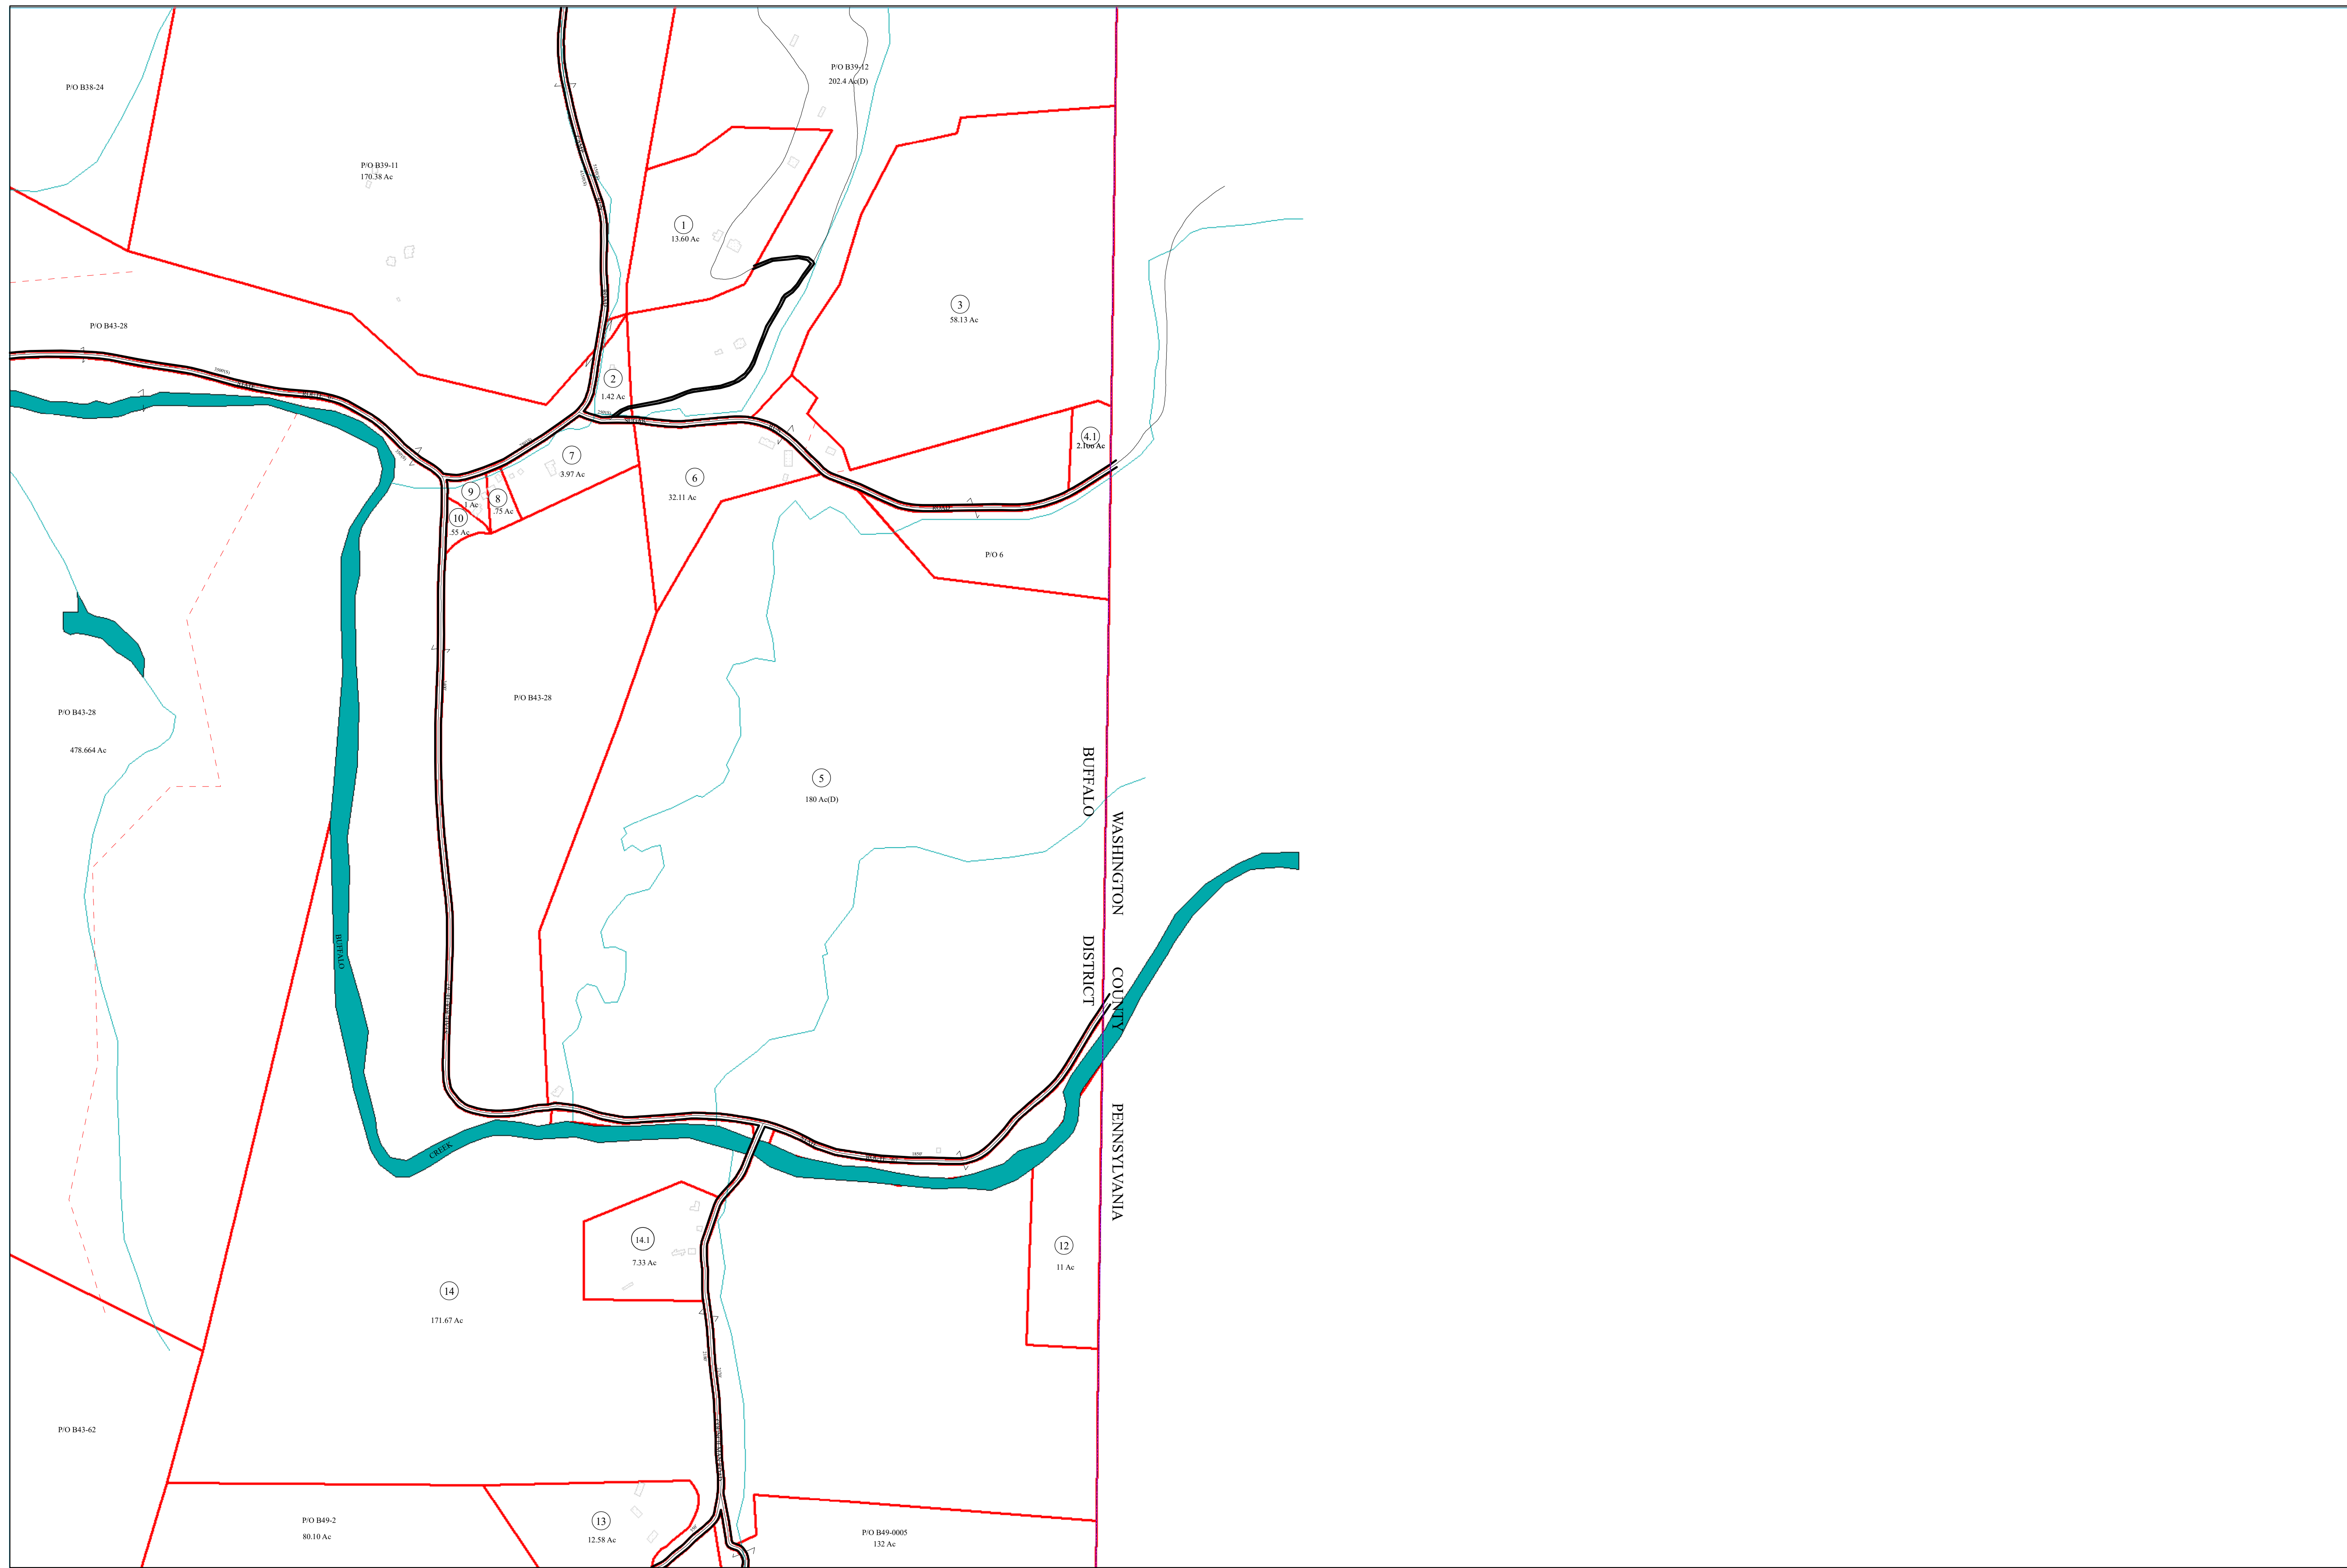 P/O B39-12
202.4 Ac(D)
P/O B38-24
P/O B39-11
170.38 Ac
1
13.60 Ac
3
58.13 Ac
P/O B43-28
2
1.42 Ac
4.1
2.106 Ac
7
3.97 Ac
6
32.11 Ac
9
1 Ac
8
.75 Ac
10
.55 Ac
ROAD
P/O 6
P/O B43-28
P/O B43-28
478.664 Ac
5
180 Ac(D)
BUFFALO
DISTRICT
WASHINGTON
COUNTY
PENNSYLVANIA
BUFFALO
CREEK
14.1
7.33 Ac
12
11 Ac
14
171.67 Ac
P/O B43-62
P/O B49-2
80.10 Ac
13
12.58 Ac
P/O B49-0005
132 Ac